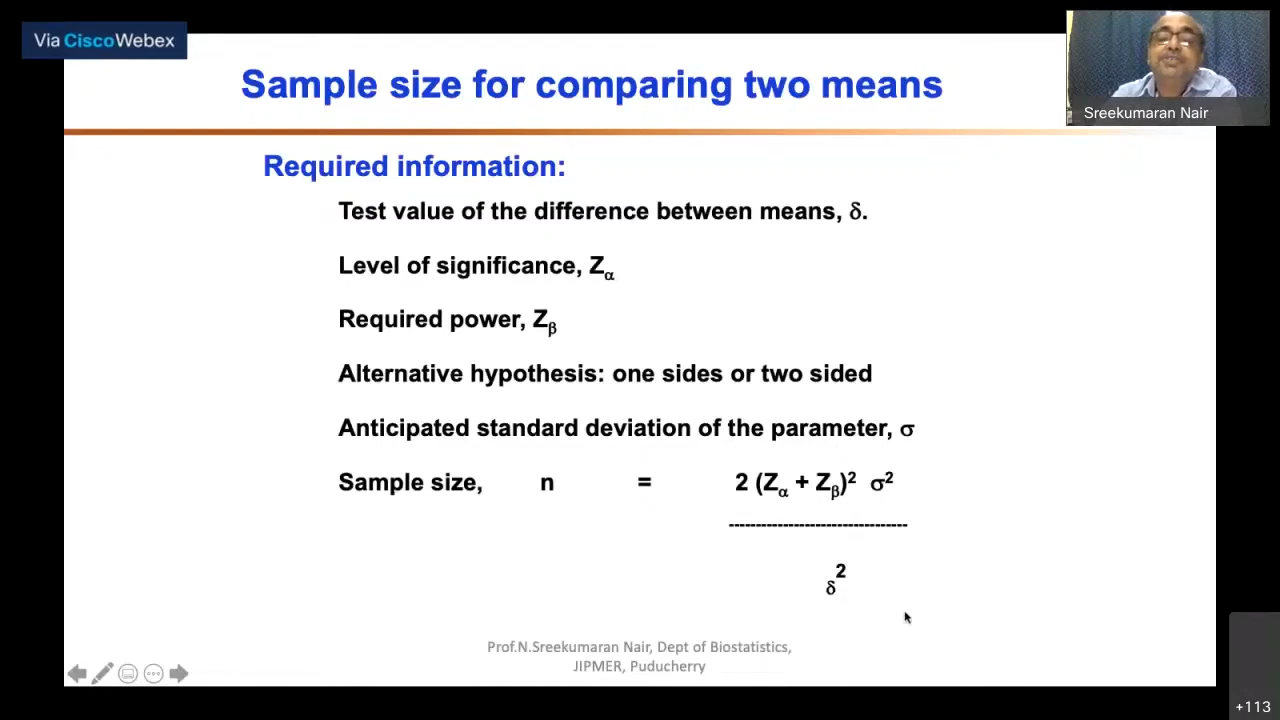 Via CiscoWebex
Sample size for comparing two means
Sreekumaran Nair
Required information:
Test value of the difference between means, δ.
Level of significance, Zα
Required power, Zβ
Alternative hypothesis: one sides or two sided
Anticipated standard deviation of the parameter, σ
Sample size, n = 2 (Zα + Zβ)² σ²
----------------------------------
δ²
Prof.N.Sreekumaran Nair, Dept of Biostatistics,
JIPMER, Puducherry
+113